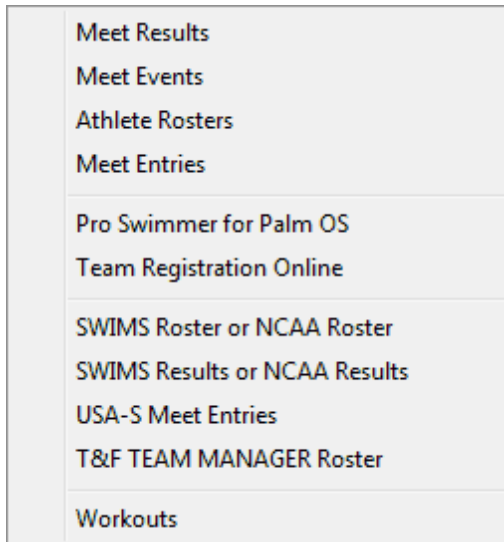 Meet Results
Meet Events
Athlete Rosters
Meet Entries
Pro Swimmer for Palm OS
Team Registration Online
SWIMS Roster or NCAA Roster
SWIMS Results or NCAA Results
USA-S Meet Entries
T&F TEAM MANAGER Roster
Workouts